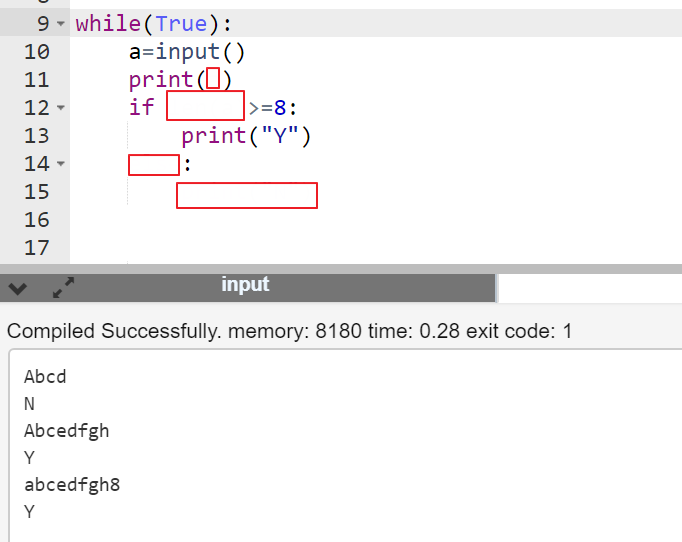 9 while(True):
10 a=input()
11 print( )
12 if >=8:
13 print("Y")
14 :
15
16
17
input
Compiled Successfully. memory: 8180 time: 0.28 exit code: 1
Abcd
N
Abcedfgh
Y
abcedfgh8
Y